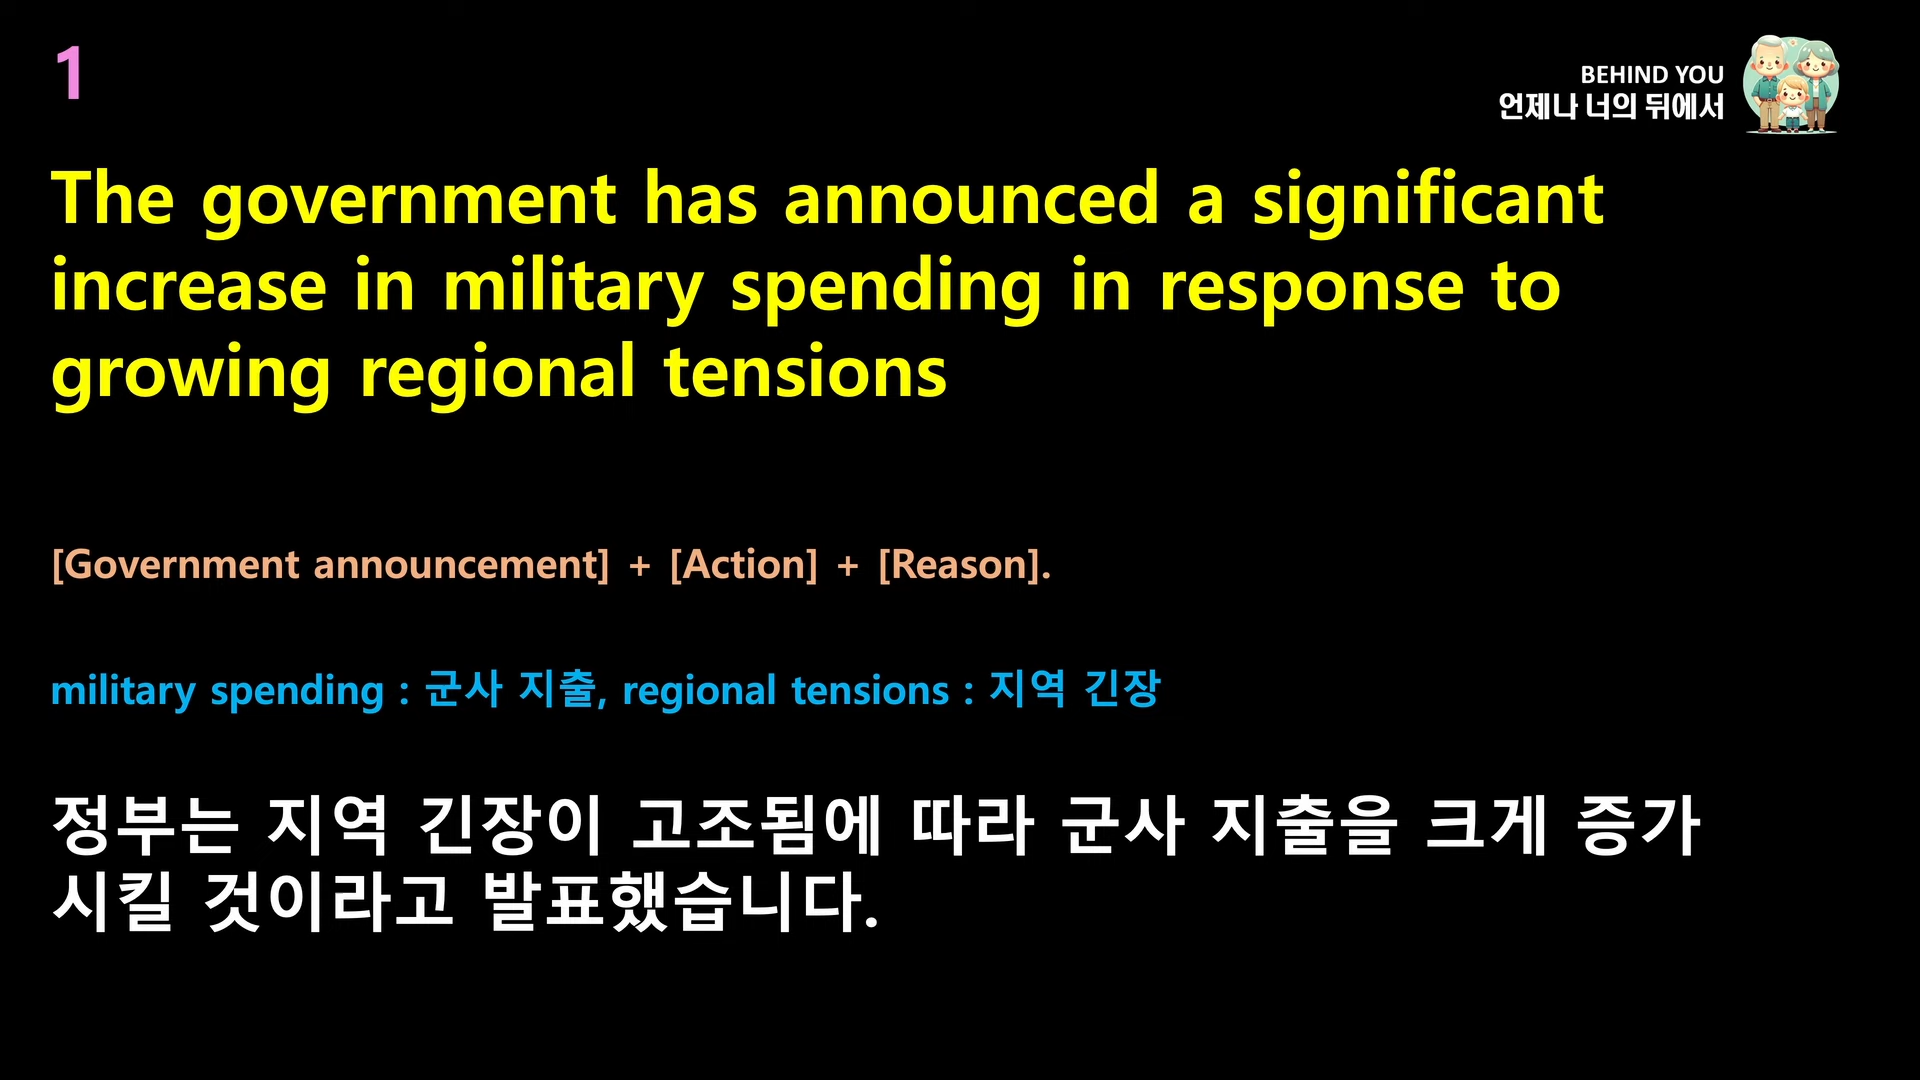 1
BEHIND YOU
언제나 너의 뒤에서
The government has announced a significant
increase in military spending in response to
growing regional tensions
[Government announcement] + [Action] + [Reason].
military spending : 군사 지출, regional tensions : 지역 긴장
정부는 지역 긴장이 고조됨에 따라 군사 지출을 크게 증가
시킬 것이라고 발표했습니다.